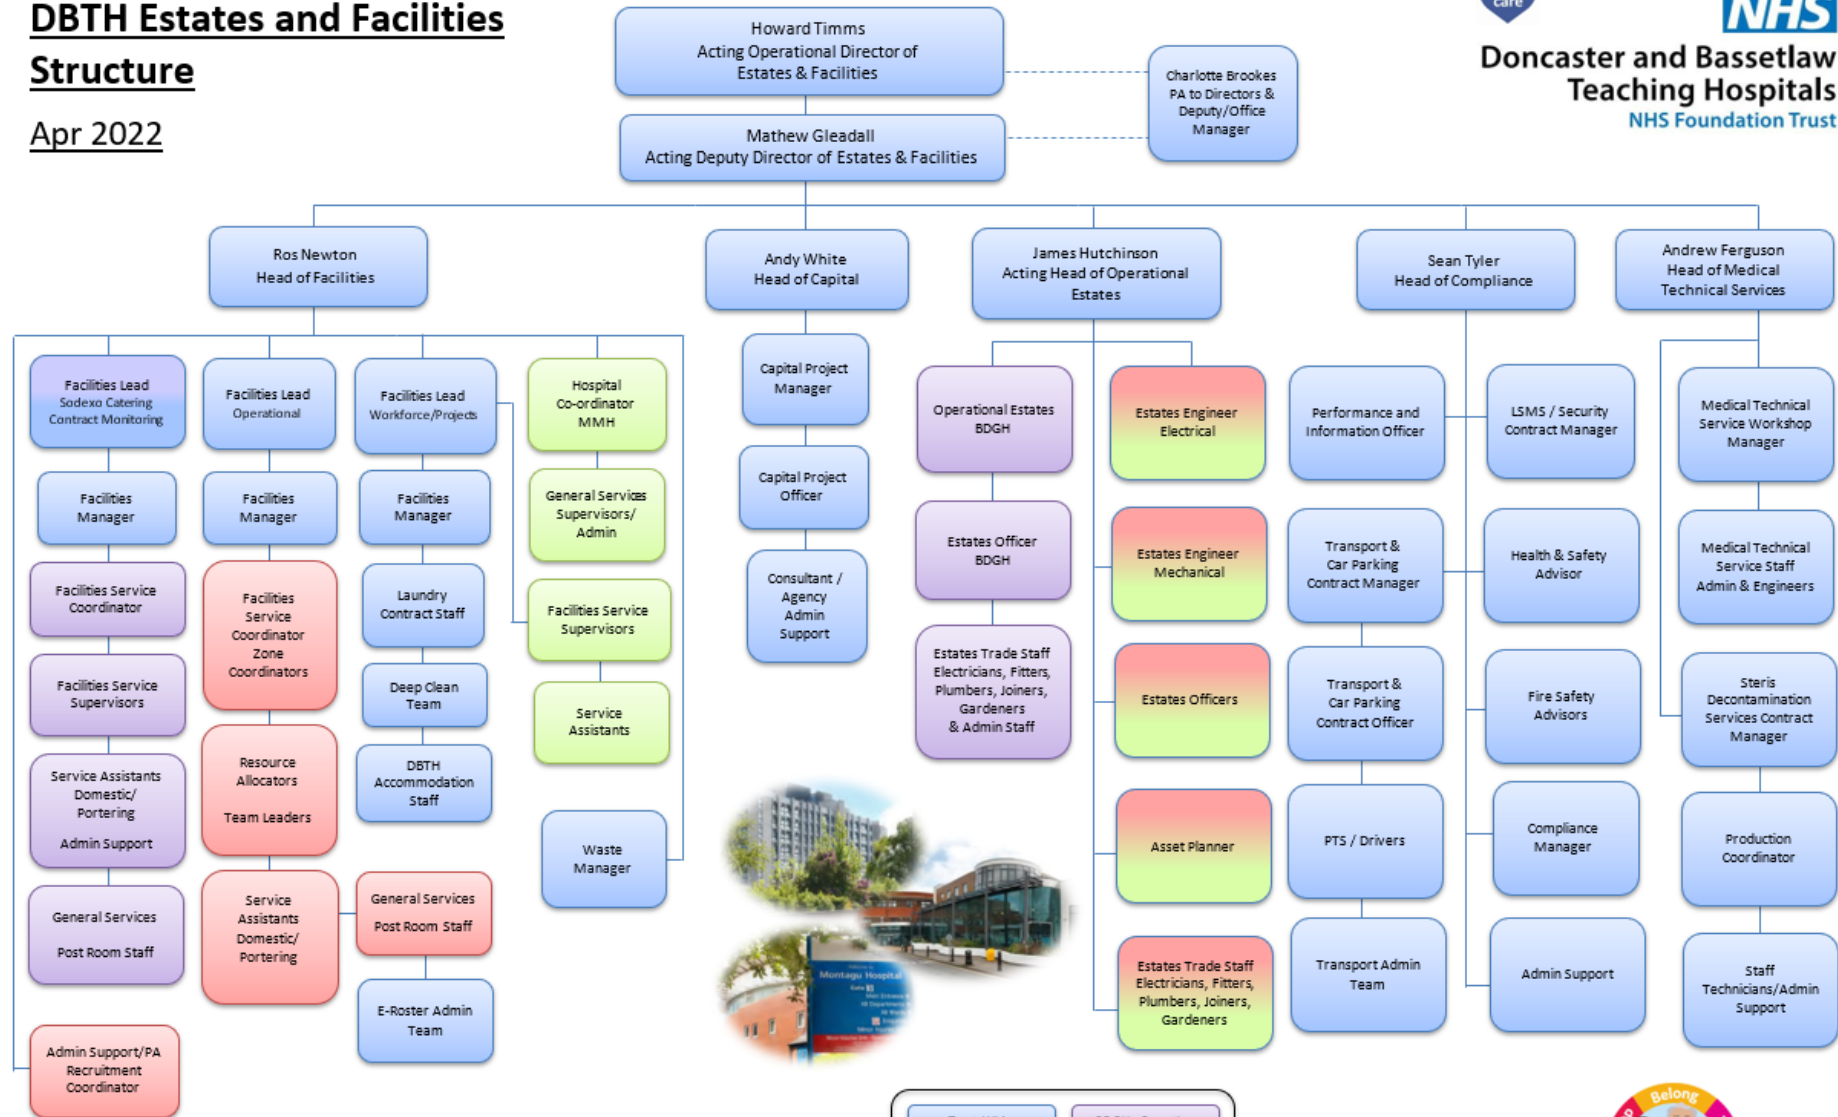 DBTH Estates and Facilities
Structure
Apr 2022
care
NHS
Doncaster and Bassetlaw
Teaching Hospitals
NHS Foundation Trust
Howard Timms
Acting Operational Director of
Estates & Facilities
Charlotte Brookes
PA to Directors &
Deputy/Office
Manager
Mathew Gleadall
Acting Deputy Director of Estates & Facilities
Ros Newton
Head of Facilities
Andy White
Head of Capital
James Hutchinson
Acting Head of Operational
Estates
Sean Tyler
Head of Compliance
Andrew Ferguson
Head of Medical
Technical Services
Facilities Lead
Sodexo Catering
Contract Monitoring
Facilities
Manager
Facilities Service
Coordinator
Facilities Service
Supervisors
Service Assistants
Domestic/
Portering
Admin Support
General Services
Post Room Staff
Admin Support/PA
Recruitment
Coordinator
Facilities Lead
Operational
Facilities
Manager
Facilities
Service
Coordinator
Zone
Coordinators
Resource
Allocators
Team Leaders
Service
Assistants
Domestic/
Portering
Facilities Lead
Workforce/Projects
Facilities
Manager
Laundry
Contract Staff
Deep Clean
Team
DBTH
Accommodation
Staff
General Services
Post Room Staff
E-Roster Admin
Team
Hospital
Co-ordinator
MMH
General Services
Supervisors/
Admin
Facilities Service
Supervisors
Service
Assistants
Waste
Manager
Capital Project
Manager
Capital Project
Officer
Consultant /
Agency
Admin
Support
Operational Estates
BDGH
Estates Officer
BDGH
Estates Trade Staff
Electricians, Fitters,
Plumbers, Joiners,
Gardeners
& Admin Staff
Estates Engineer
Electrical
Estates Engineer
Mechanical
Estates Officers
Asset Planner
Estates Trade Staff
Electricians, Fitters,
Plumbers, Joiners,
Gardeners
Performance and
Information Officer
Transport &
Car Parking
Contract Manager
Transport &
Car Parking
Contract Officer
PTS / Drivers
Transport Admin
Team
LSMS / Security
Contract Manager
Health & Safety
Advisor
Fire Safety
Advisors
Compliance
Manager
Admin Support
Medical Technical
Service Workshop
Manager
Medical Technical
Service Staff
Admin & Engineers
Steris
Decontamination
Services Contract
Manager
Production
Coordinator
Staff
Technicians/Admin
Support
Montagu Hospital
Belong